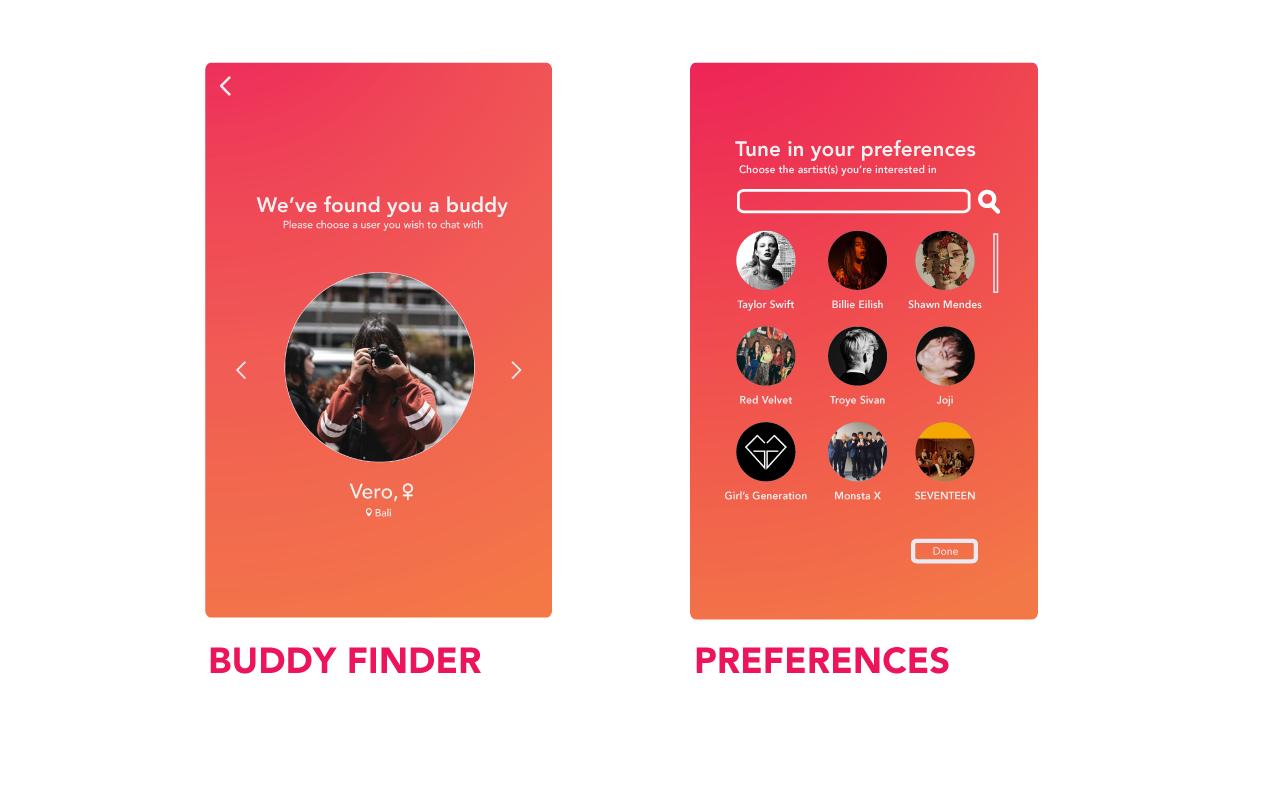 We've found you a buddy
Please choose a user you wish to chat with
Vero,♀
Bali
BUDDY FINDER
Tune in your preferences
Choose the asrtist(s) you're interested in
Taylor Swift Billie Eilish Shawn Mendes
Red Velvet Troye Sivan Joji
Girl's Generation Monsta X SEVENTEEN
Done
PREFERENCES